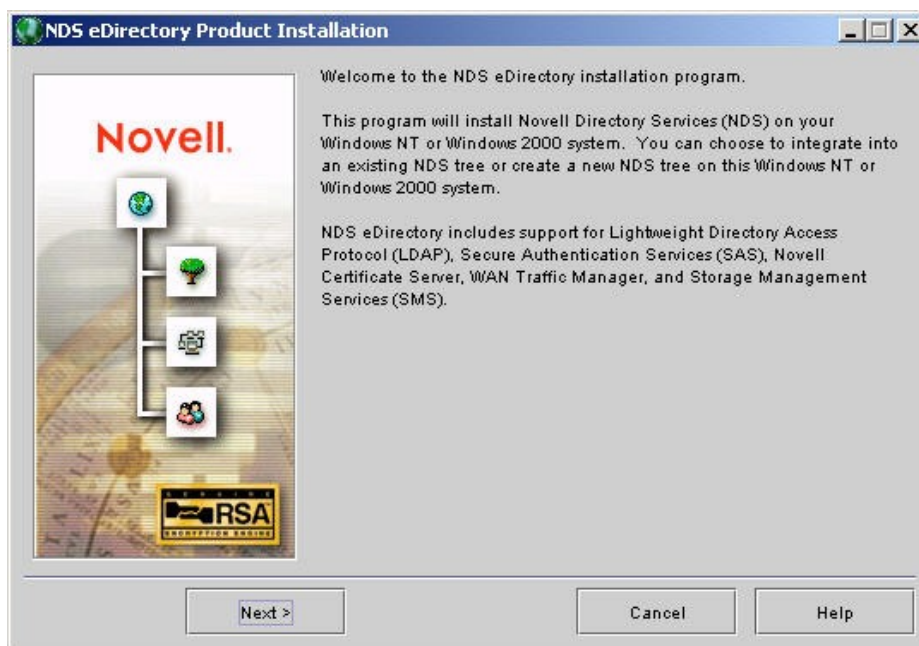 NDS eDirectory Product Installation
Welcome to the NDS eDirectory installation program.
This program will install Novell Directory Services (NDS) on your
Windows NT or Windows 2000 system. You can choose to integrate into
an existing NDS tree or create a new NDS tree on this Windows NT or
Windows 2000 system.
NDS eDirectory includes support for Lightweight Directory Access
Protocol (LDAP), Secure Authentication Services (SAS), Novell
Certificate Server, WAN Traffic Manager, and Storage Management
Services (SMS).
Novell.
GENUINE
RSA™
ENCRYPTION ENGINE
Next >
Cancel
Help